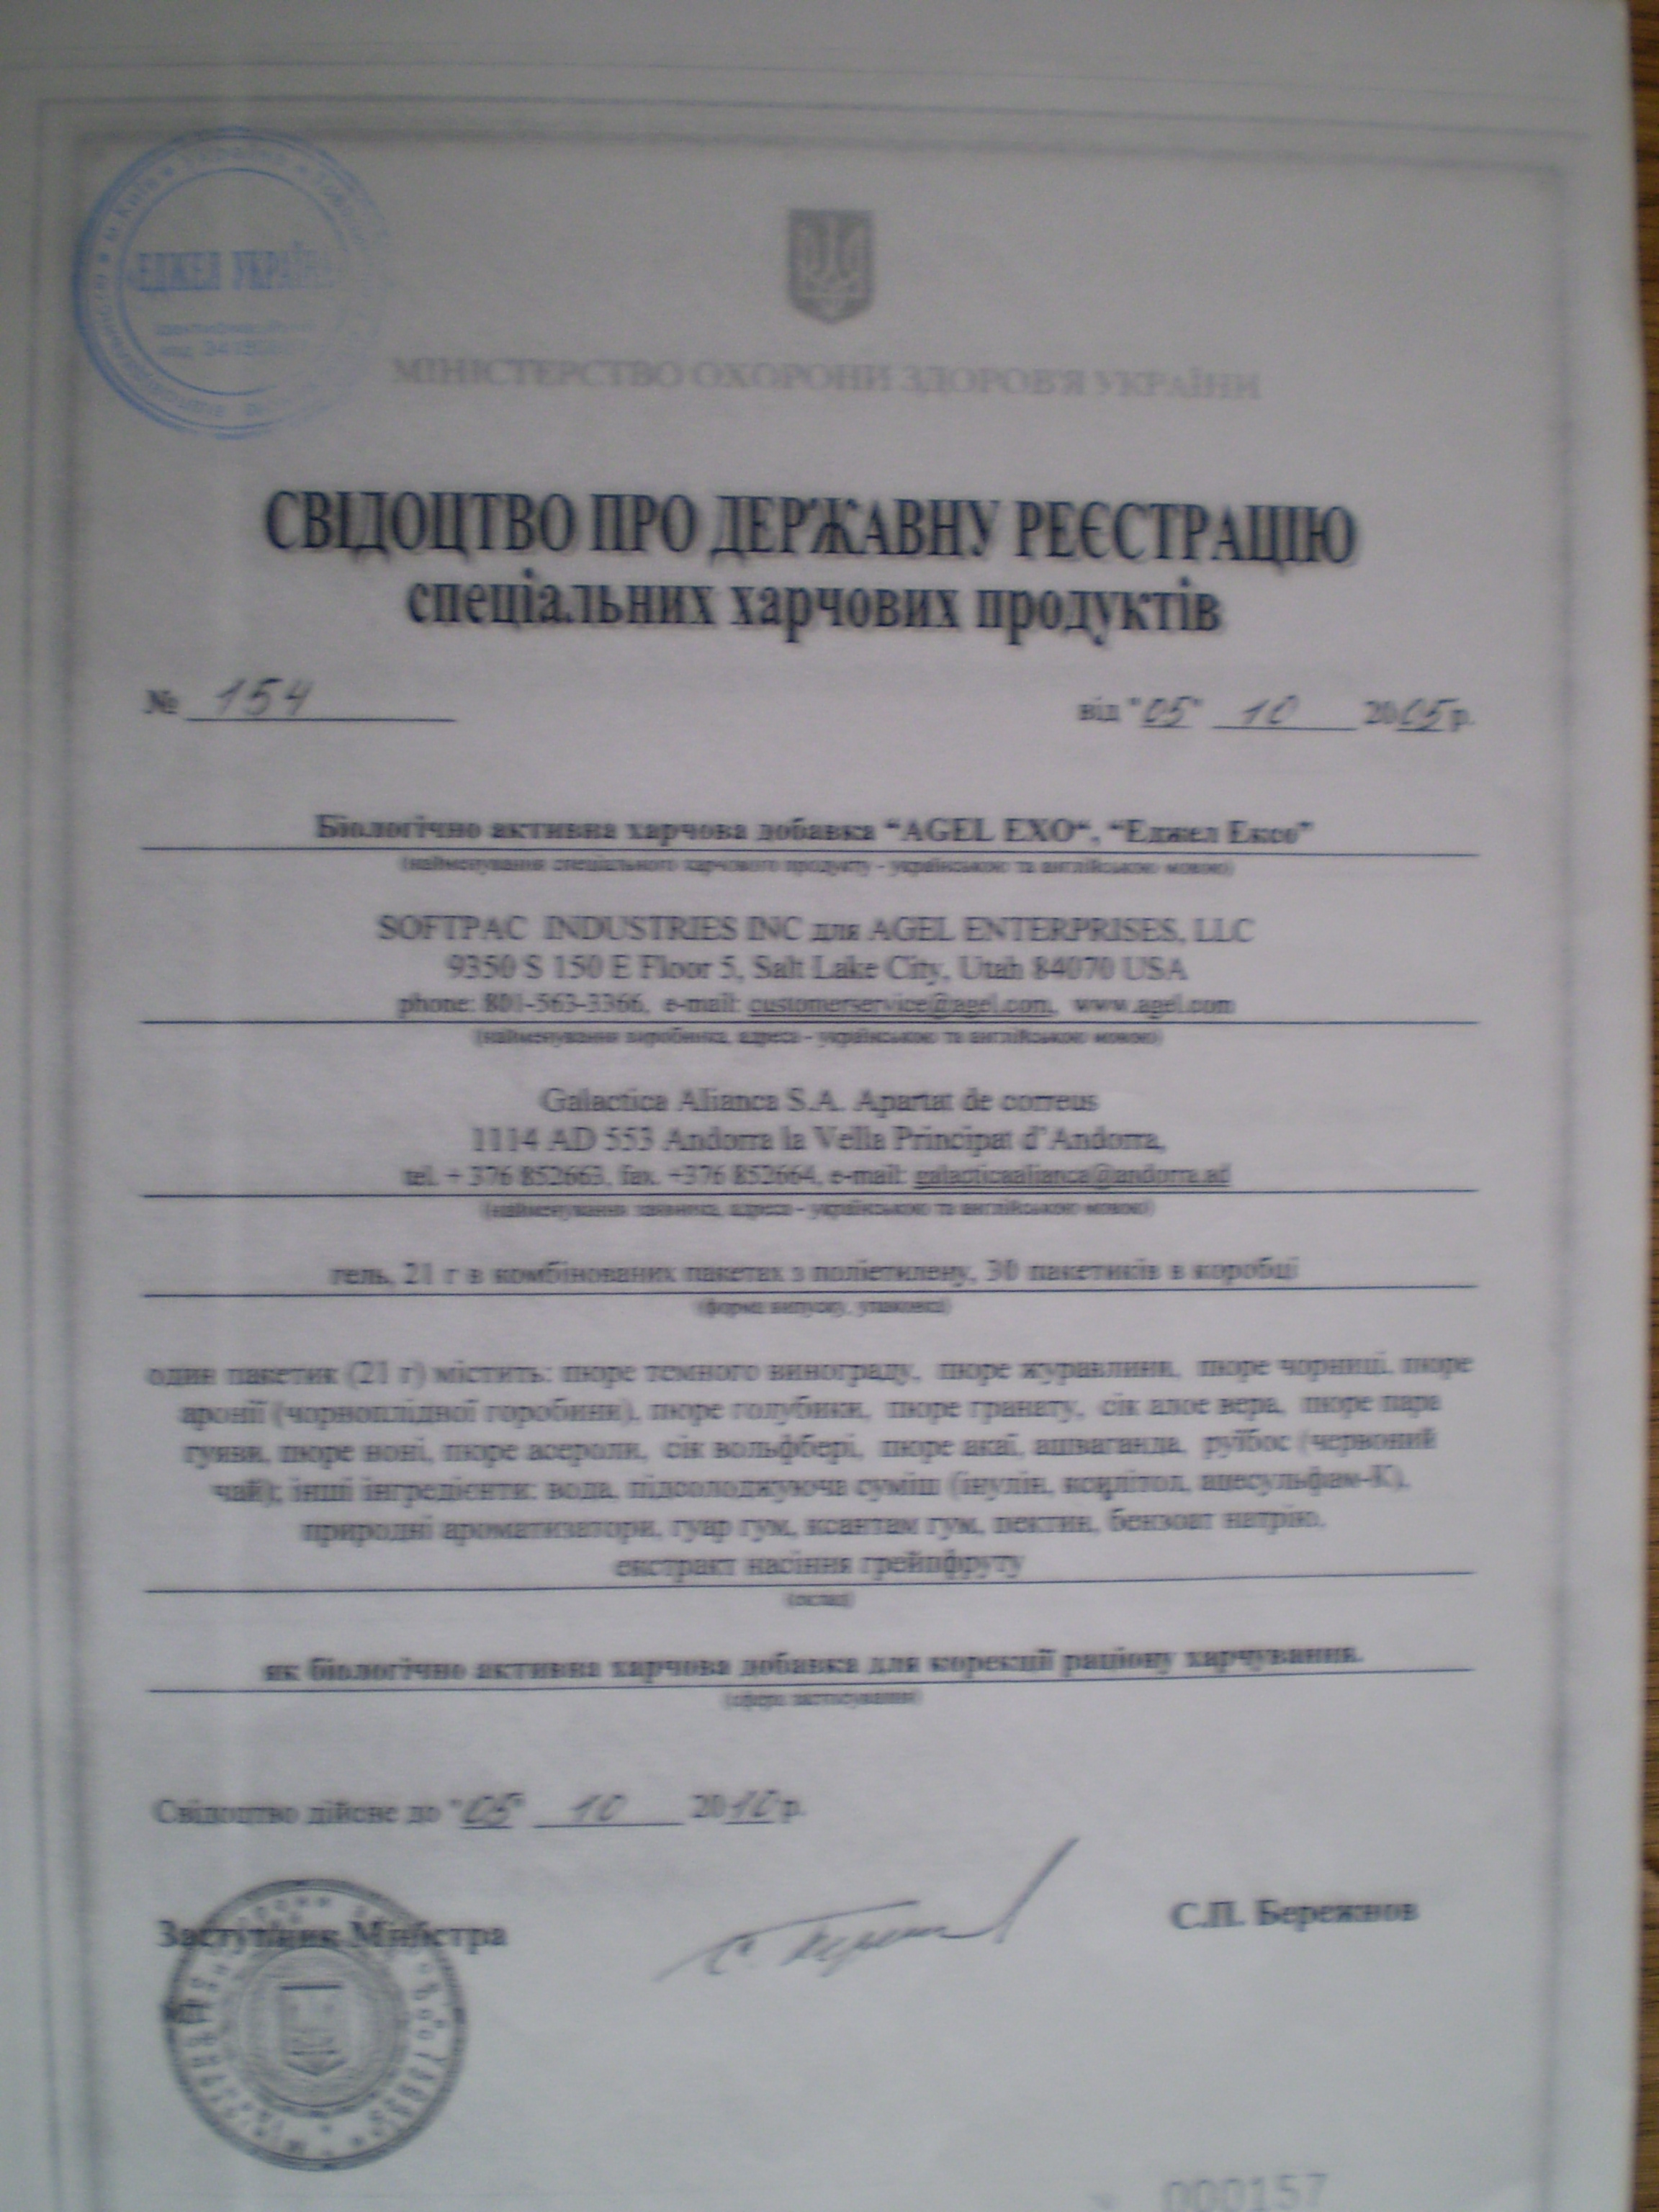 ЕДЖЕЛ УКРАЇНА
МІНІСТЕРСТВО ОХОРОНИ ЗДОРОВ'Я УКРАЇНИ
СВІДОЦТВО ПРО ДЕРЖАВНУ РЕЄСТРАЦІЮ
спеціальних харчових продуктів
№ 154 від "05" 10 2005 р.
Біологічно активна харчова добавка "AGEL EXO", "Еджел Ексо"
(найменування спеціального харчового продукту - українською та англійською мовою)
SOFTPAC INDUSTRIES INC для AGEL ENTERPRISES, LLC
9350 S 150 E Floor 5, Salt Lake City, Utah 84070 USA
phone: 801-563-3366, e-mail: customerservice@agel.com, www.agel.com
(найменування виробника, адреса - українською та англійською мовою)
Galactica Alianca S.A. Apartat de correus
1114 AD 553 Andorra la Vella Principat d'Andorra,
tel. + 376 852663, fax. +376 852664, e-mail: galacticaalianca@andorra.ad
(найменування заявника, адреса - українською та англійською мовою)
гель, 21 г в комбінованих пакетах з поліетилену, 30 пакетиків в коробці
(форма випуску, упаковка)
один пакетик (21 г) містить: пюре темного винограду, пюре журавлини, пюре чорниці, пюре
аронії (чорноплідної горобини), пюре голубики, пюре гранату, сік алое вера, пюре пара
гуяви, пюре ноні, пюре асероли, сік вольфбері, пюре акаї, ашваганда, руїбос (червоний
чай); інші інгредієнти: вода, підсолоджуюча суміш (інулін, ксилітол, ацесульфам-К),
природні ароматизатори, гуар гум, ксантам гум, пектин, бензоат натрію,
екстракт насіння грейпфруту
(склад)
як біологічно активна харчова добавка для корекції раціону харчування.
(сфера застосування)
Свідоцтво дійсне до "05" 10 2010 р.
Заступник Міністра С.П. Бережнов
000157